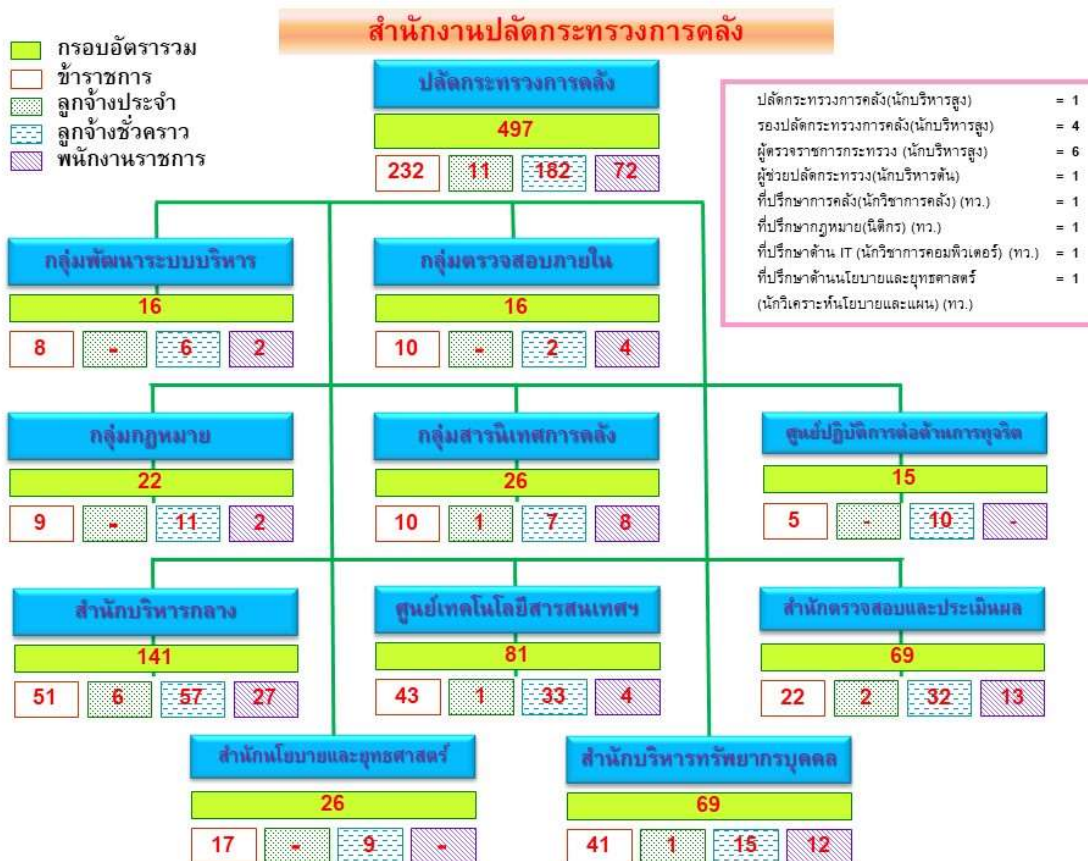 สำนักงานปลัดกระทรวงการคลัง
กรอบอัตรารวม
ข้าราชการ
ลูกจ้างประจำ
ลูกจ้างชั่วคราว
พนักงานราชการ
ปลัดกระทรวงการคลัง
497
232 11 182 72
ปลัดกระทรวงการคลัง(นักบริหารสูง) = 1
รองปลัดกระทรวงการคลัง(นักบริหารสูง) = 4
ผู้ตรวจราชการกระทรวง (นักบริหารสูง) = 6
ผู้ช่วยปลัดกระทรวง(นักบริหารต้น) = 1
ที่ปรึกษาการคลัง(นักวิชาการคลัง) (ทว.) = 1
ที่ปรึกษากฎหมาย(นิติกร) (ทว.) = 1
ที่ปรึกษาด้าน IT (นักวิชาการคอมพิวเตอร์) (ทว.) = 1
ที่ปรึกษาด้านนโยบายและยุทธศาสตร์ = 1
(นักวิเคราะห์นโยบายและแผน) (ทว.)
กลุ่มพัฒนาระบบบริหาร
16
8 - 6 2
กลุ่มตรวจสอบภายใน
16
10 - 2 4
กลุ่มกฎหมาย
22
9 - 11 2
กลุ่มสารนิเทศการคลัง
26
10 1 7 8
ศูนย์ปฏิบัติการต่อต้านการทุจริต
15
5 - 10 -
สำนักบริหารกลาง
141
51 6 57 27
ศูนย์เทคโนโลยีสารสนเทศฯ
81
43 1 33 4
สำนักตรวจสอบและประเมินผล
69
22 2 32 13
สำนักนโยบายและยุทธศาสตร์
26
17 - 9 -
สำนักบริหารทรัพยากรบุคคล
69
41 1 15 12